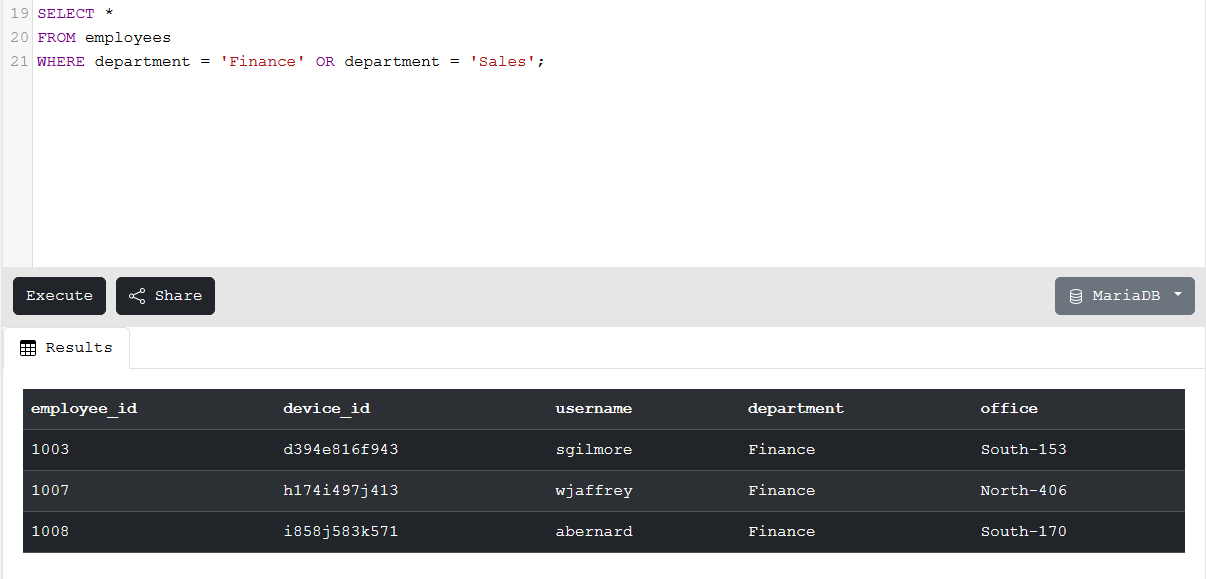 19 SELECT *
20 FROM employees
21 WHERE department = 'Finance' OR department = 'Sales';
Execute Share MariaDB
Results
employee_id device_id username department office
1003 d394e816f943 sgilmore Finance South-153
1007 h174i497j413 wjaffrey Finance North-406
1008 i858j583k571 abernard Finance South-170